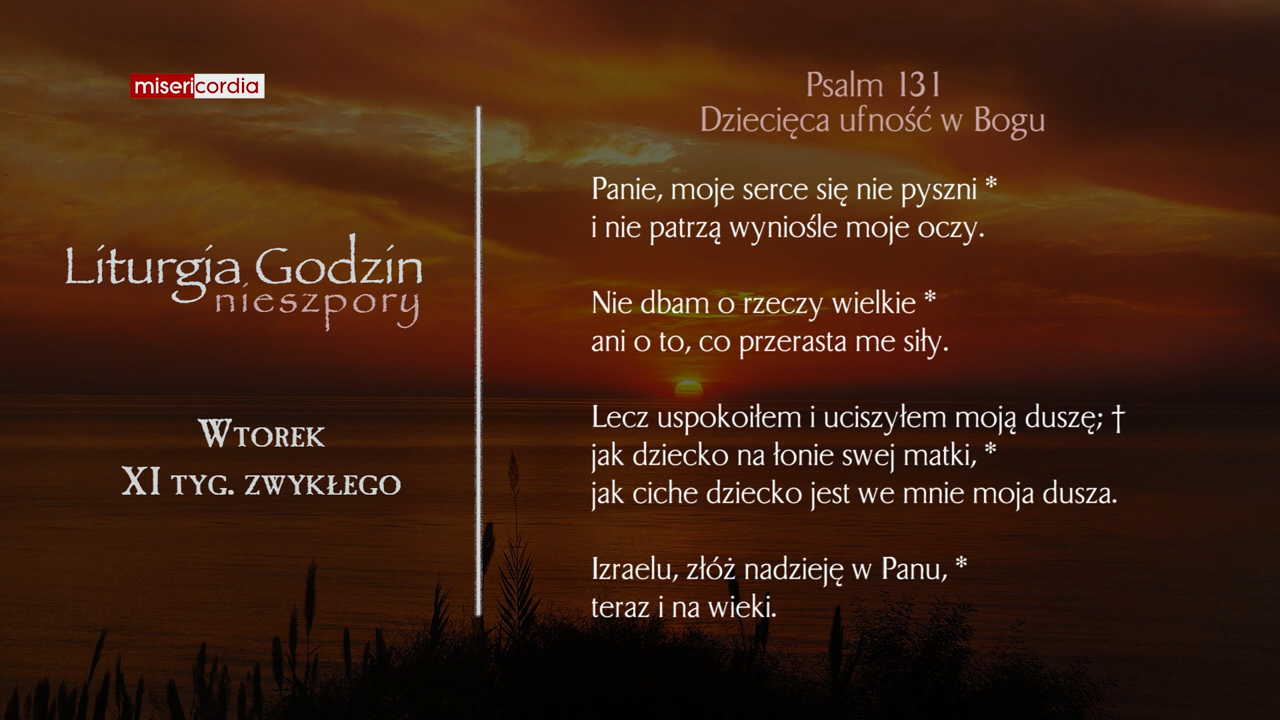 misericordia
Liturgia Godzin
nieszpory
Wtorek
XI tyg. zwykłego
Psalm 131
Dziecięca ufność w Bogu
Panie, moje serce się nie pyszni *
i nie patrzą wyniośle moje oczy.
Nie dbam o rzeczy wielkie *
ani o to, co przerasta me siły.
Lecz uspokoiłem i uciszyłem moją duszę; †
jak dziecko na łonie swej matki, *
jak ciche dziecko jest we mnie moja dusza.
Izraelu, złóż nadzieję w Panu, *
teraz i na wieki.